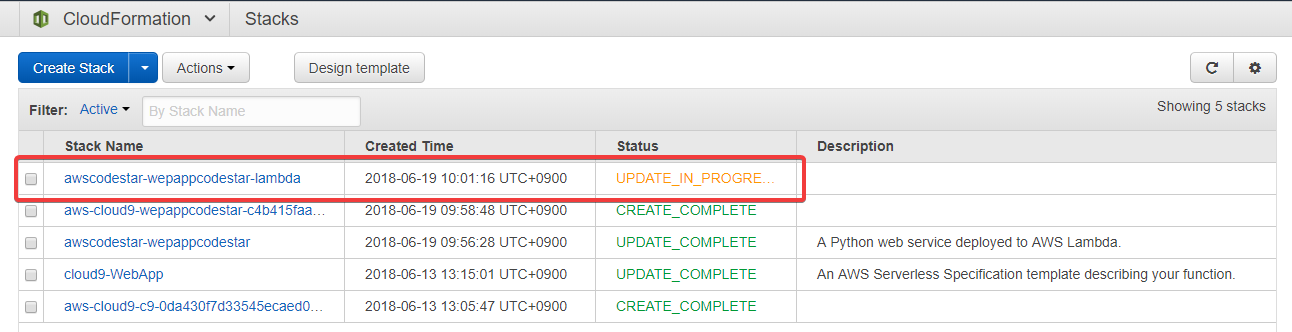 CloudFormation Stacks
Create Stack Actions Design template
Filter: Active By Stack Name Showing 5 stacks
Stack Name Created Time Status Description
awscodestar-wepappcodestar-lambda 2018-06-19 10:01:16 UTC+0900 UPDATE_IN_PROGRE...
aws-cloud9-wepappcodestar-c4b415faa... 2018-06-19 09:58:48 UTC+0900 CREATE_COMPLETE
awscodestar-wepappcodestar 2018-06-19 09:56:28 UTC+0900 UPDATE_COMPLETE A Python web service deployed to AWS Lambda.
cloud9-WebApp 2018-06-13 13:15:01 UTC+0900 UPDATE_COMPLETE An AWS Serverless Specification template describing your function.
aws-cloud9-c9-0da430f7d33545ecaed0... 2018-06-13 13:05:47 UTC+0900 CREATE_COMPLETE